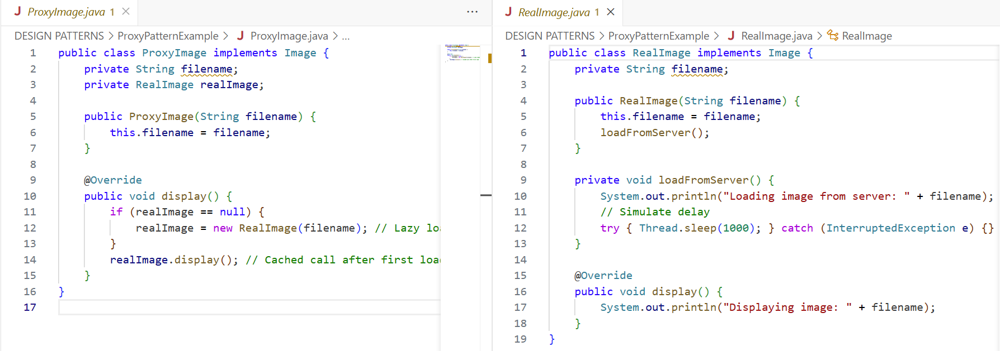 ProxyImage.java 1
DESIGN PATTERNS > ProxyPatternExample > J ProxyImage.java > ...
1 public class ProxyImage implements Image {
2 private String filename;
3 private RealImage realImage;
4
5 public ProxyImage(String filename) {
6 this.filename = filename;
7 }
8
9 @Override
10 public void display() {
11 if (realImage == null) {
12 realImage = new RealImage(filename); // Lazy
13 }
14 realImage.display(); // Cached call after first
15 }
16 }
17
J RealImage.java 1
DESIGN PATTERNS > ProxyPatternExample > J RealImage.java > RealImage
1 public class RealImage implements Image {
2 private String filename;
3
4 public RealImage(String filename) {
5 this.filename = filename;
6 loadFromServer();
7 }
8
9 private void loadFromServer() {
10 System.out.println("Loading image from server: " + filename);
11 // Simulate delay
12 try { Thread.sleep(1000); } catch (InterruptedException e) {}
13 }
14
15 @Override
16 public void display() {
17 System.out.println("Displaying image: " + filename);
18 }
19 }